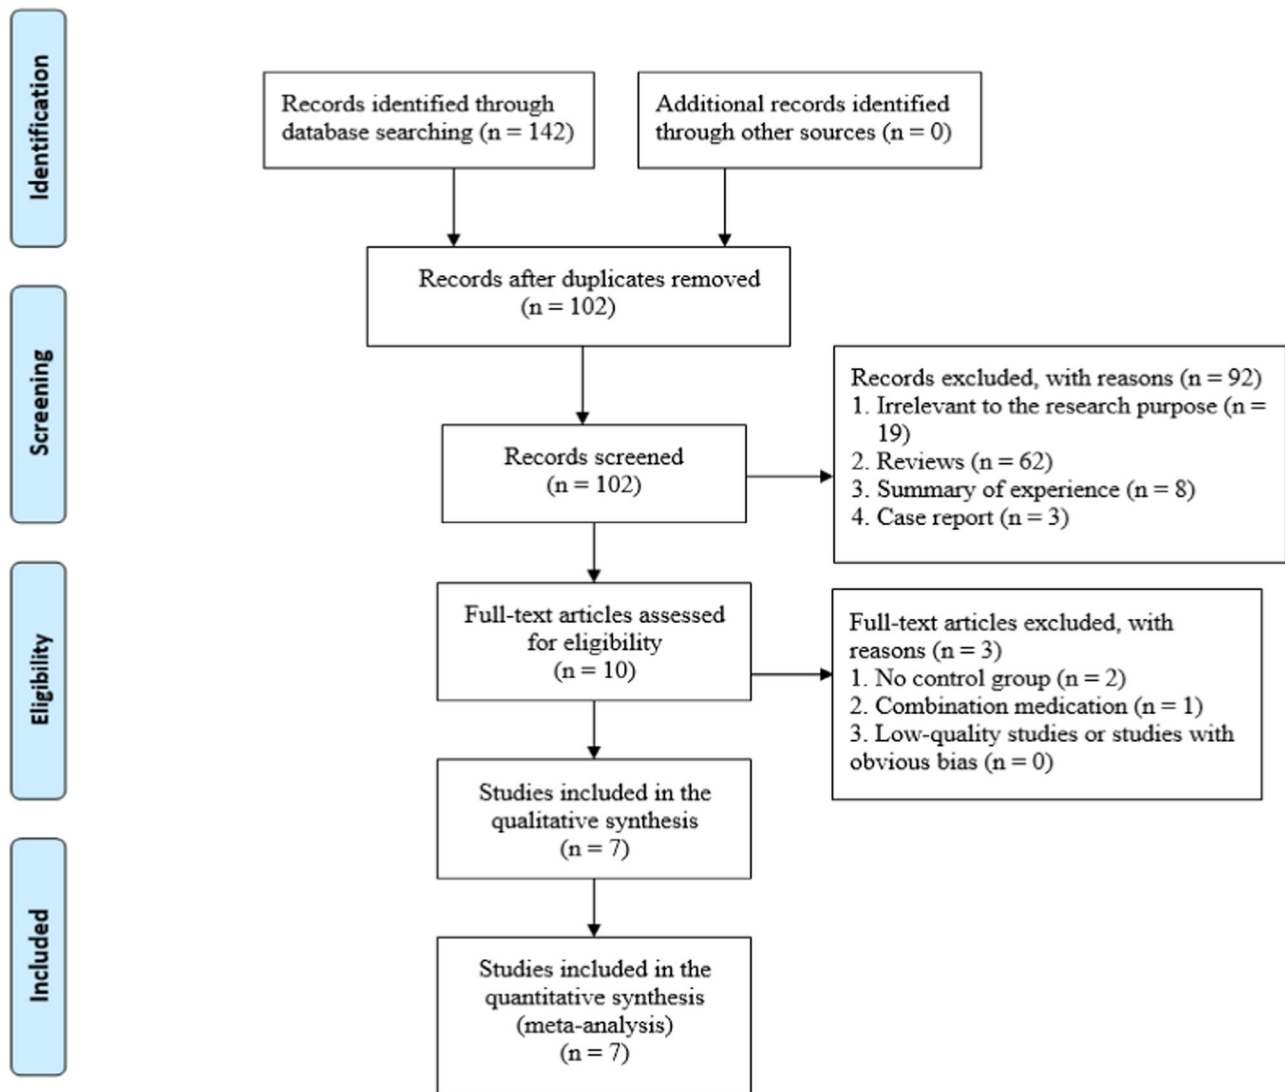 Identification
Records identified through
database searching (n = 142)
Additional records identified
through other sources (n = 0)
Records after duplicates removed
(n = 102)
Screening
Records screened
(n = 102)
Records excluded, with reasons (n = 92)
1. Irrelevant to the research purpose (n =
19)
2. Reviews (n = 62)
3. Summary of experience (n = 8)
4. Case report (n = 3)
Eligibility
Full-text articles assessed
for eligibility
(n = 10)
Full-text articles excluded, with
reasons (n = 3)
1. No control group (n = 2)
2. Combination medication (n = 1)
3. Low-quality studies or studies with
obvious bias (n = 0)
Studies included in the
qualitative synthesis
(n = 7)
Included
Studies included in the
quantitative synthesis
(meta-analysis)
(n = 7)